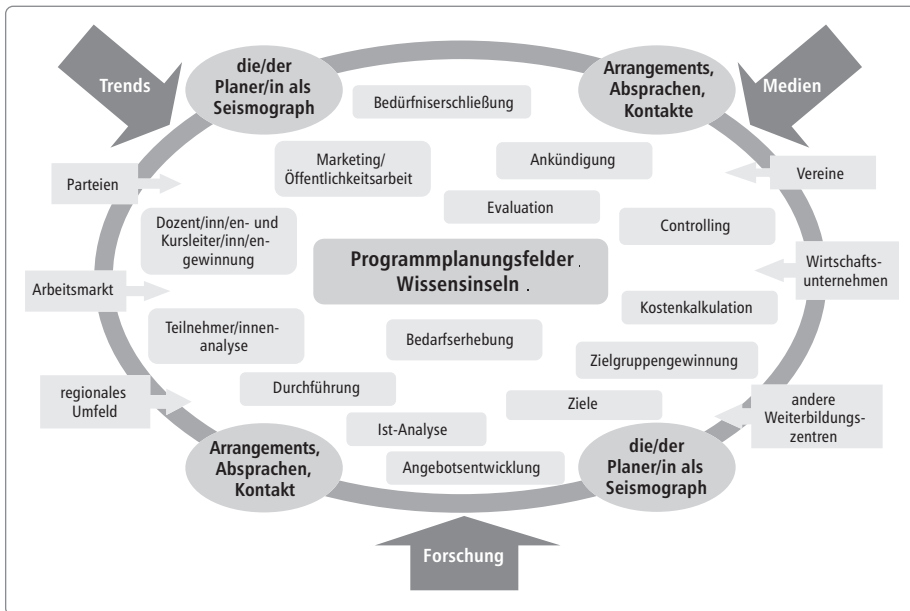 Trends
die/der
Planer/in als
Seismograph
Arrangements,
Absprachen,
Kontakte
Medien
Bedürfniserschließung
Marketing/
Öffentlichkeitsarbeit
Ankündigung
Parteien
Vereine
Evaluation
Dozent/inn/en- und
Kursleiter/inn/en-
gewinnung
Controlling
Programmplanungsfelder .
Wissensinseln .
Arbeitsmarkt
Wirtschafts-
unternehmen
Kostenkalkulation
Teilnehmer/innen-
analyse
Bedarfserhebung
Zielgruppengewinnung
regionales
Umfeld
Durchführung
Ziele
andere
Weiterbildungs-
zentren
Ist-Analyse
Arrangements,
Absprachen,
Kontakt
Angebotsentwicklung
die/der
Planer/in als
Seismograph
Forschung